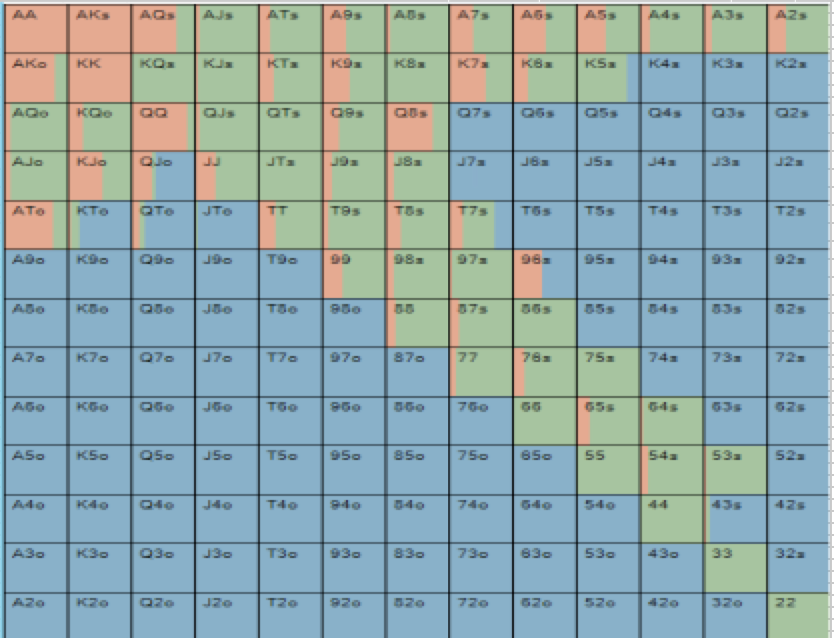 AA AKs AQs AJs ATs A9s A8s A7s A6s A5s A4s A3s A2s
AKo KK KQs KJs KTs K9s K8s K7s K6s K5s K4s K3s K2s
AQo KQo QQ QJs QTs Q9s Q8s Q7s Q6s Q5s Q4s Q3s Q2s
AJo KJo QJo JJ JTs J9s J8s J7s J6s J5s J4s J3s J2s
ATo KTo QTo JTo TT T9s T8s T7s T6s T5s T4s T3s T2s
A9o K9o Q9o J9o T9o 99 98s 97s 96s 95s 94s 93s 92s
A8o K8o Q8o J8o T8o 98o 88 87s 86s 85s 84s 83s 82s
A7o K7o Q7o J7o T7o 97o 87o 77 76s 75s 74s 73s 72s
A6o K6o Q6o J6o T6o 96o 86o 76o 66 65s 64s 63s 62s
A5o K5o Q5o J5o T5o 95o 85o 75o 65o 55 54s 53s 52s
A4o K4o Q4o J4o T4o 94o 84o 74o 64o 54o 44 43s 42s
A3o K3o Q3o J3o T3o 93o 83o 73o 63o 53o 43o 33 32s
A2o K2o Q2o J2o T2o 92o 82o 72o 62o 52o 42o 32o 22